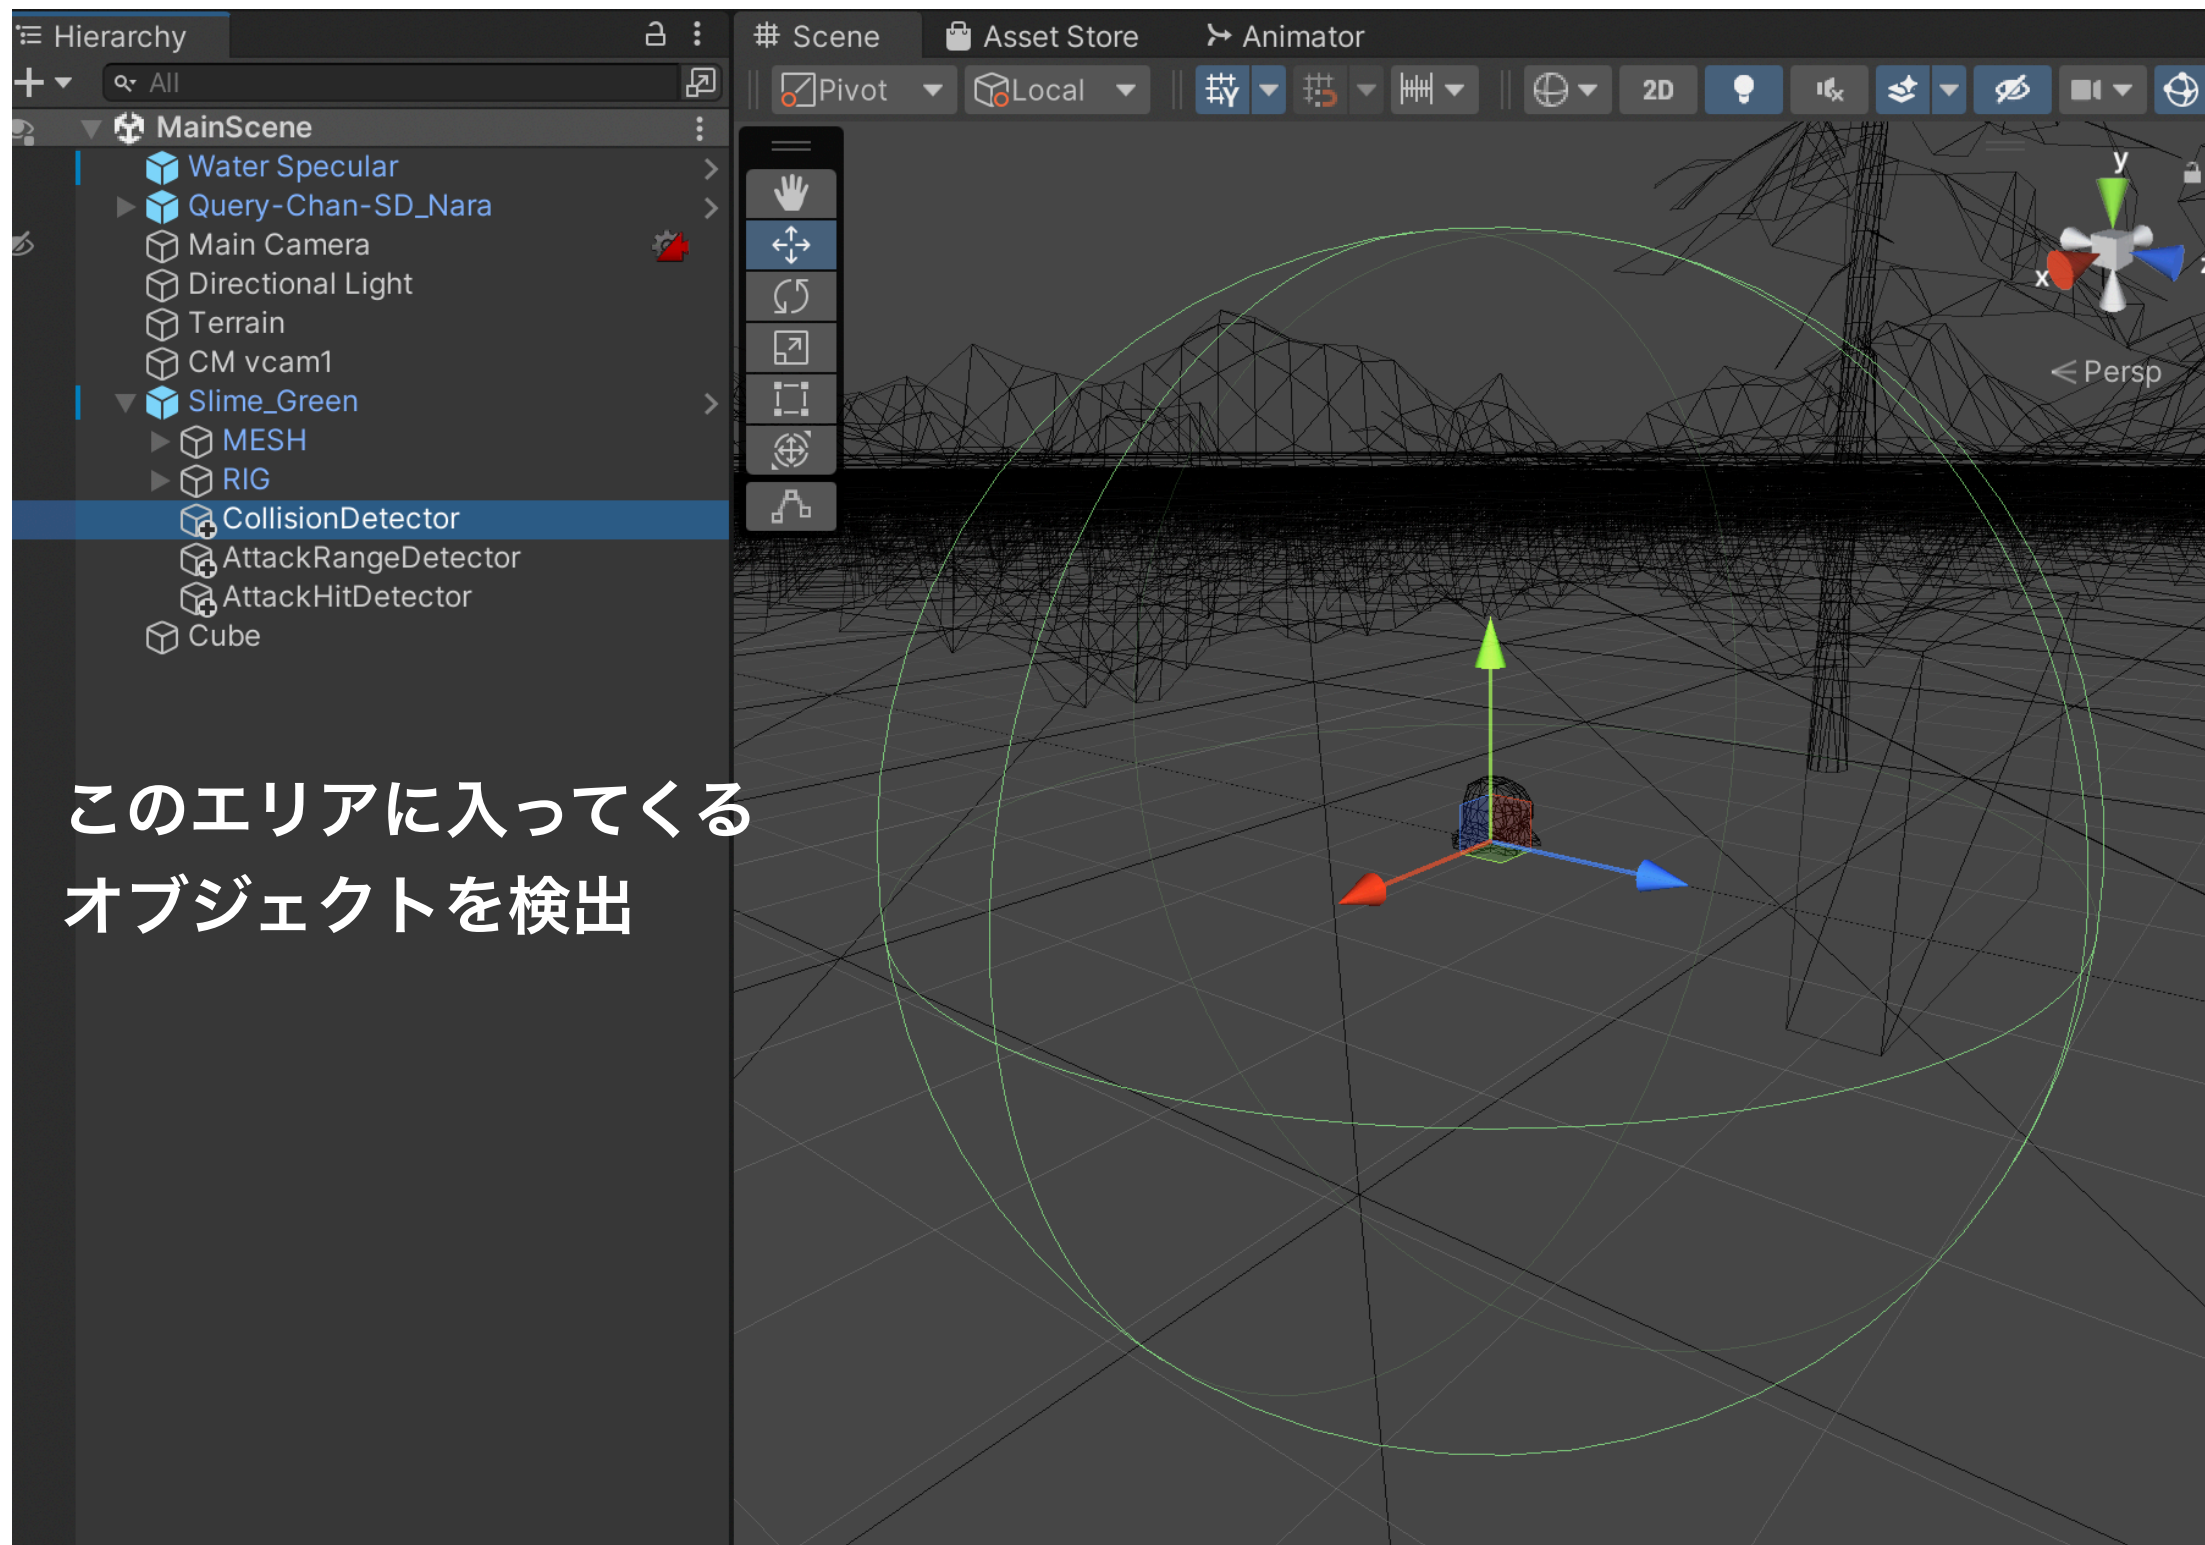 Hierarchy
All
MainScene
Water Specular
Query-Chan-SD_Nara
Main Camera
Directional Light
Terrain
CM vcam1
Slime_Green
MESH
RIG
CollisionDetector
AttackRangeDetector
AttackHitDetector
Cube
このエリアに入ってくる
オブジェクトを検出
Scene
Asset Store
Animator
Pivot
Local
2D
y
x
z
Persp